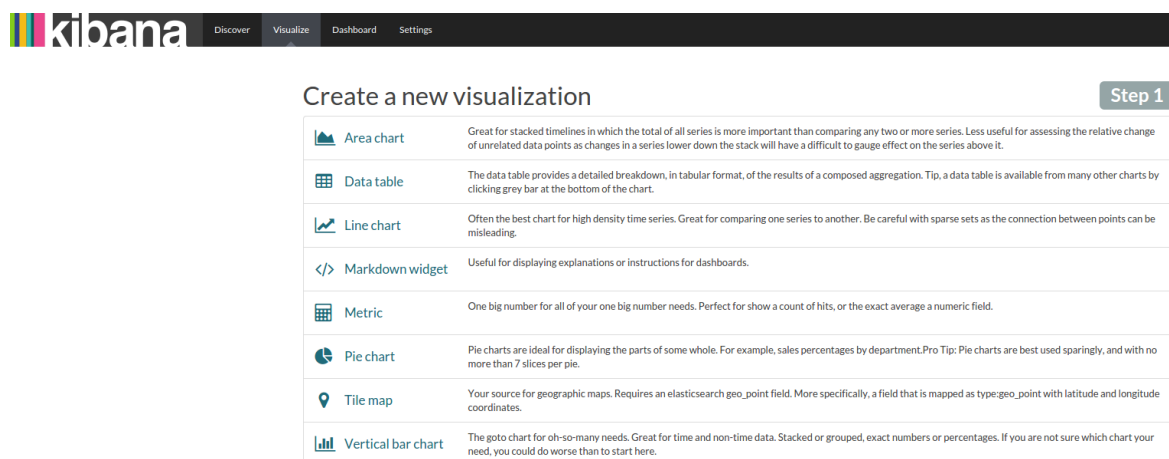 kibana Discover Visualize Dashboard Settings
Create a new visualization Step 1
Area chart
Great for stacked timelines in which the total of all series is more important than comparing any two or more series. Less useful for assessing the relative change
of unrelated data points as changes in a series lower down the stack will have a difficult to gauge effect on the series above it.
Data table
The data table provides a detailed breakdown, in tabular format, of the results of a composed aggregation. Tip, a data table is available from many other charts by
clicking grey bar at the bottom of the chart.
Line chart
Often the best chart for high density time series. Great for comparing one series to another. Be careful with sparse sets as the connection between points can be
misleading.
Markdown widget
Useful for displaying explanations or instructions for dashboards.
Metric
One big number for all of your one big number needs. Perfect for show a count of hits, or the exact average a numeric field.
Pie chart
Pie charts are ideal for displaying the parts of some whole. For example, sales percentages by department.Pro Tip: Pie charts are best used sparingly, and with no
more than 7 slices per pie.
Tile map
Your source for geographic maps. Requires an elasticsearch geo_point field. More specifically, a field that is mapped as type:geo_point with latitude and longitude
coordinates.
Vertical bar chart
The goto chart for oh-so-many needs. Great for time and non-time data. Stacked or grouped, exact numbers or percentages. If you are not sure which chart your
need, you could do worse than to start here.